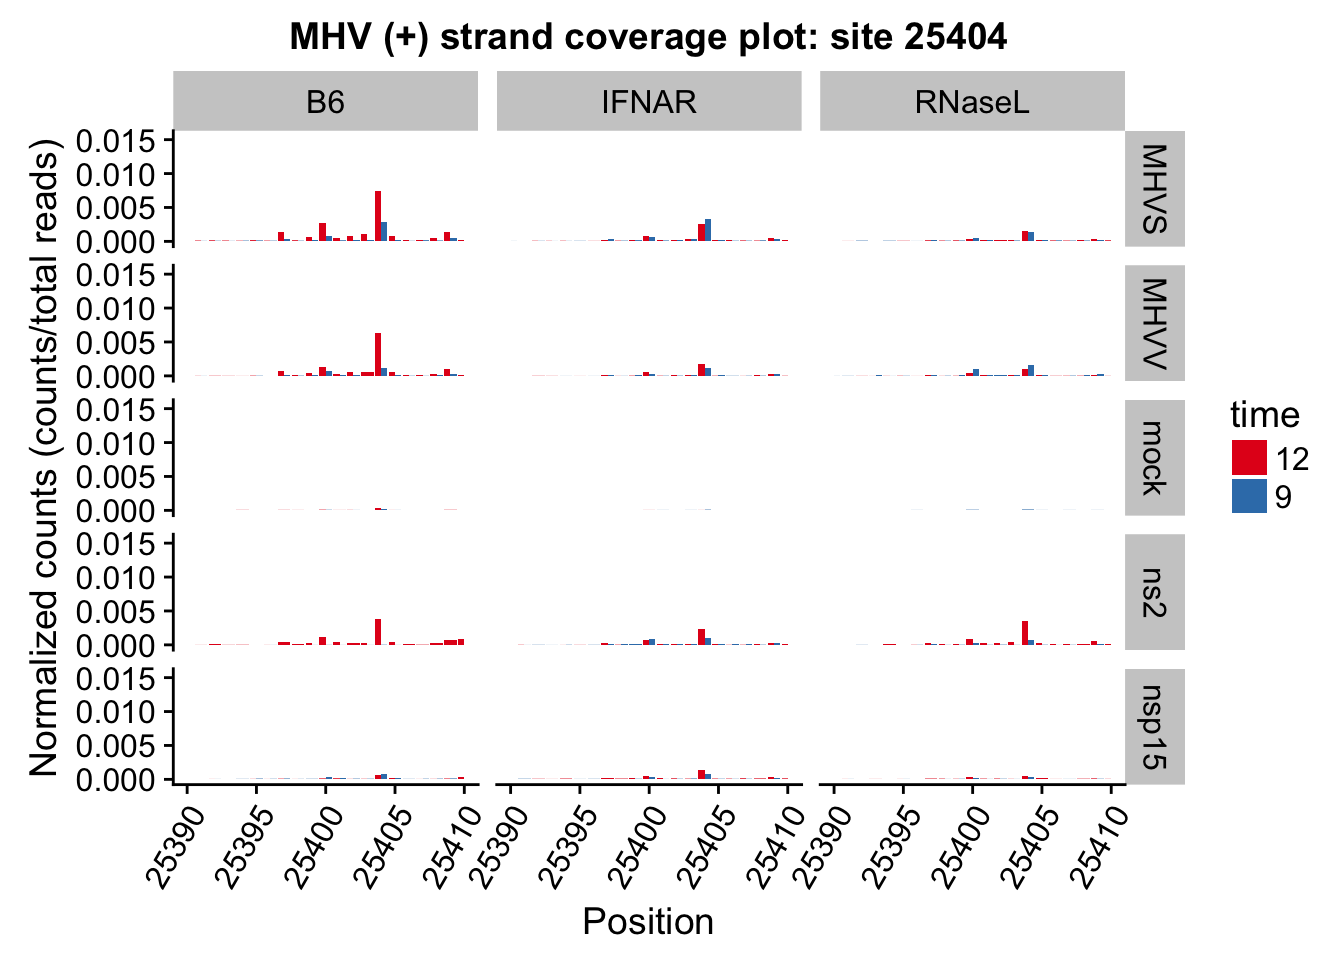 MHV (+) strand coverage plot: site 25404
B6 IFNAR RNaseL
Normalized counts (counts/total reads)
0.015
0.010
0.005
0.000
MHVS
0.015
0.010
0.005
0.000
MHVV
0.015
0.010
0.005
0.000
mock
0.015
0.010
0.005
0.000
ns2
0.015
0.010
0.005
0.000
nsp15
25390 25395 25400 25405 25410 25390 25395 25400 25405 25410 25390 25395 25400 25405 25410
Position
time
12
9